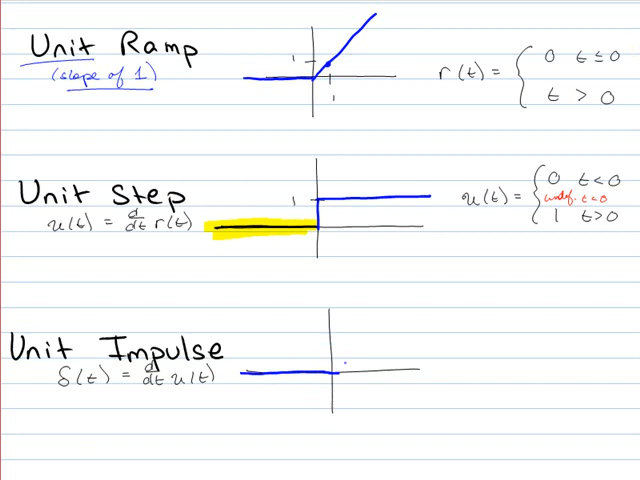 Unit Ramp
(slope of 1)
1
1
r(t) = { 0 t ≤ 0
t > 0
Unit Step
u(t) = d/dt r(t)
1
u(t) = { 0 t < 0
undef. t = 0
1 t > 0
Unit Impulse
δ(t) = d/dt u(t)